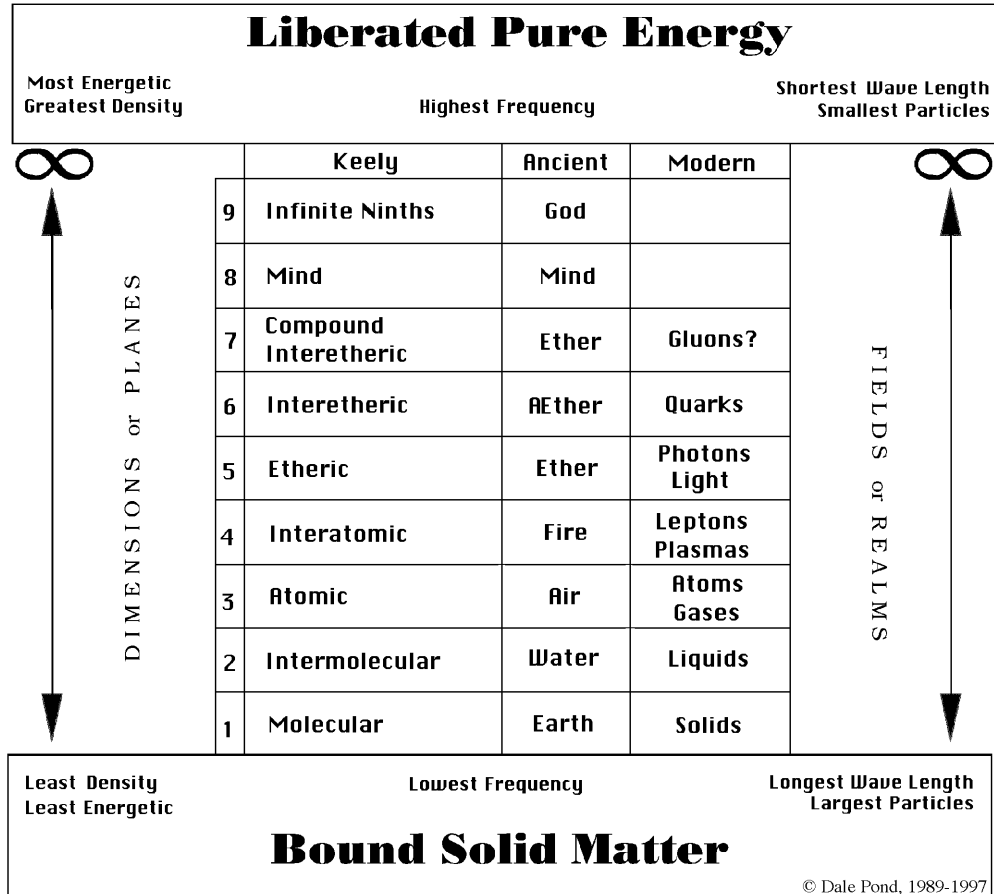 Liberated Pure Energy
Most Energetic
Greatest Density
Highest Frequency
Shortest Wave Length
Smallest Particles
∞
∞
Keely Ancient Modern
9 Infinite Ninths God
8 Mind Mind
7 Compound
Interetheric Ether Gluons?
6 Interetheric AEther Quarks
5 Etheric Ether Photons
Light
4 Interatomic Fire Leptons
Plasmas
3 Atomic Air Atoms
Gases
2 Intermolecular Water Liquids
1 Molecular Earth Solids
DIMENSIONS or PLANES
FIELDS or REALMS
Least Density
Least Energetic
Lowest Frequency
Longest Wave Length
Largest Particles
Bound Solid Matter
© Dale Pond, 1989-1997